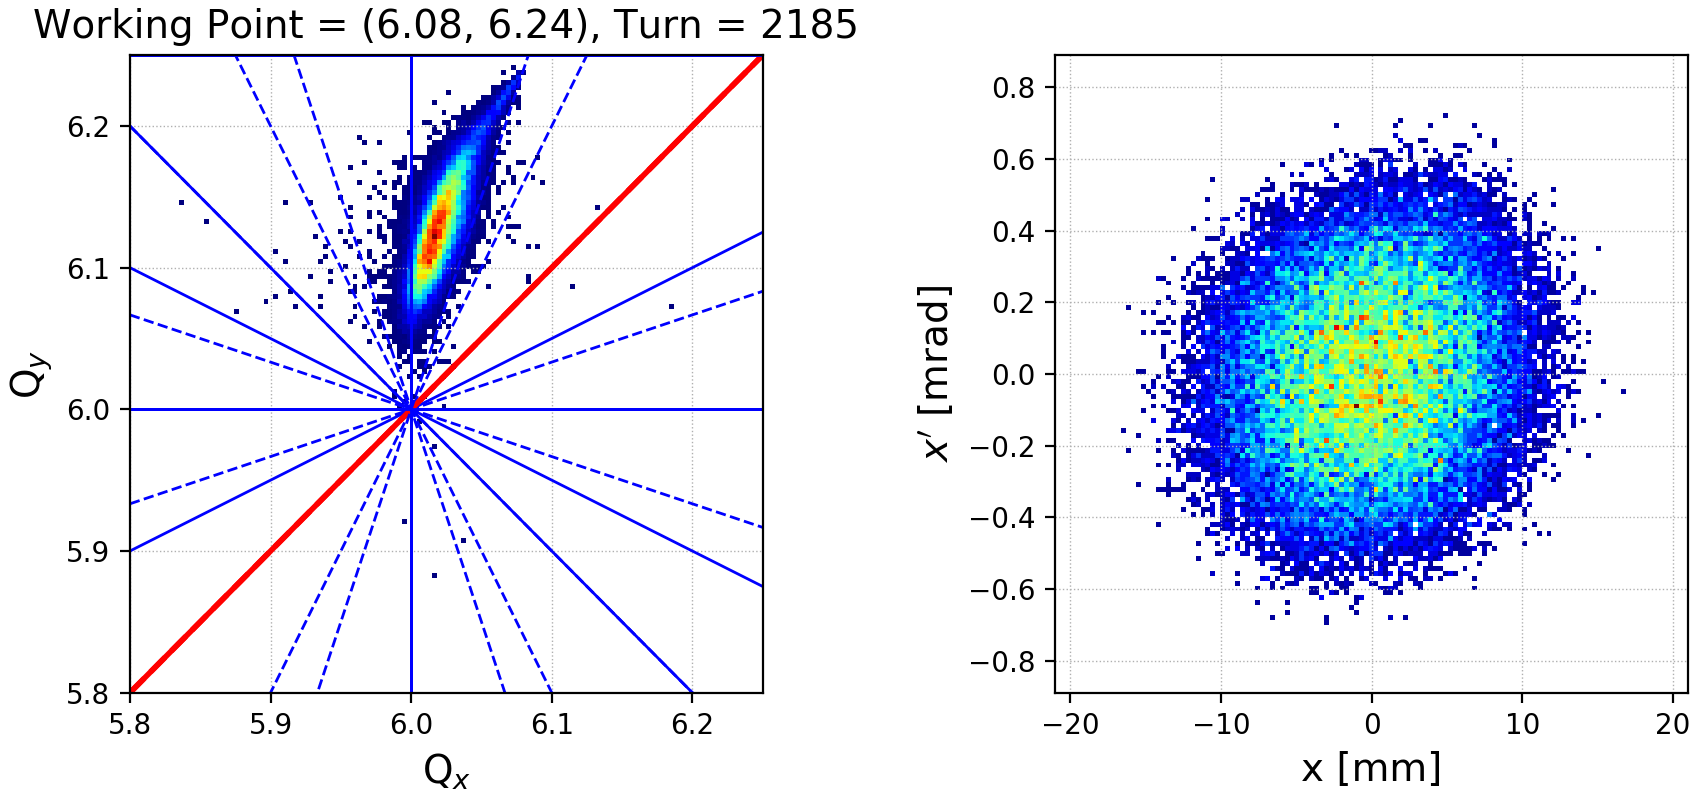 Working Point = (6.08, 6.24), Turn = 2185
6.2
6.1
6.0
5.9
5.8
Qy
5.8 5.9 6.0 6.1 6.2
Qx
0.8
0.6
0.4
0.2
0.0
−0.2
−0.4
−0.6
−0.8
x′ [mrad]
−20 −10 0 10 20
x [mm]